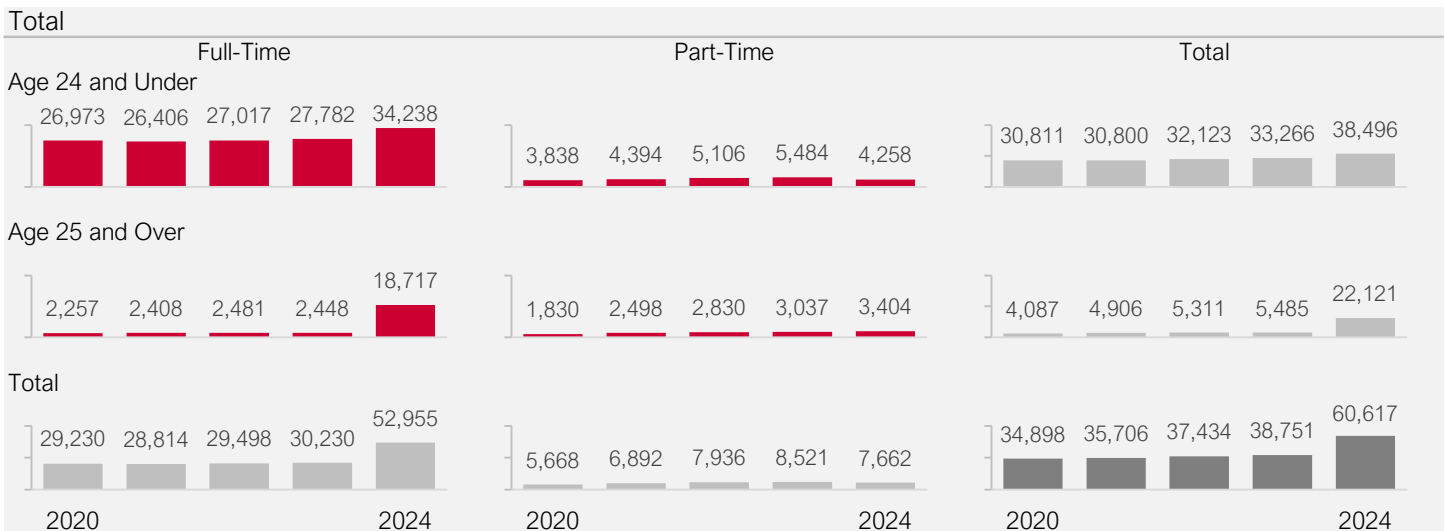 Total
Full-Time Part-Time Total
Age 24 and Under
26,973 26,406 27,017 27,782 34,238 3,838 4,394 5,106 5,484 4,258 30,811 30,800 32,123 33,266 38,496
Age 25 and Over
2,257 2,408 2,481 2,448 18,717 1,830 2,498 2,830 3,037 3,404 4,087 4,906 5,311 5,485 22,121
Total
29,230 28,814 29,498 30,230 52,955 5,668 6,892 7,936 8,521 7,662 34,898 35,706 37,434 38,751 60,617
2020 2024 2020 2024 2020 2024